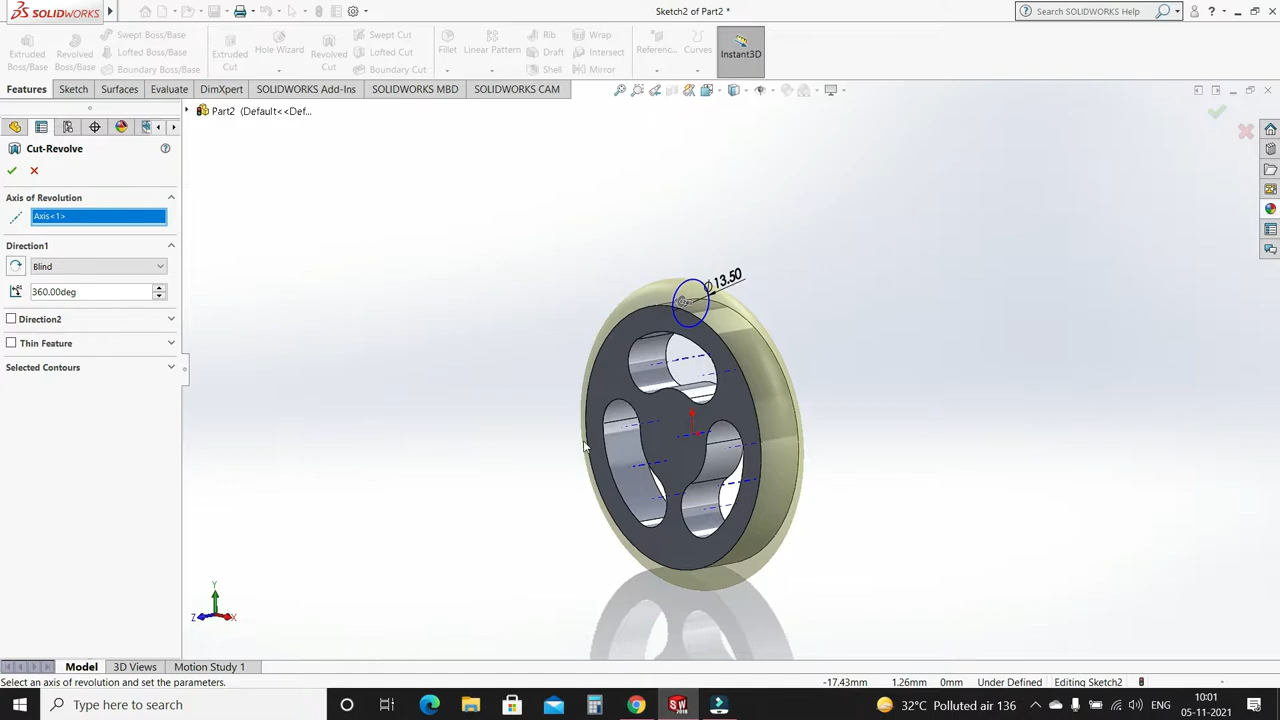 SOLIDWORKS
Sketch2 of Part2 *
Search SOLIDWORKS Help
Extruded Boss/Base
Revolved Boss/Base
Swept Boss/Base
Lofted Boss/Base
Boundary Boss/Base
Extruded Cut
Hole Wizard
Revolved Cut
Swept Cut
Lofted Cut
Boundary Cut
Fillet
Linear Pattern
Rib
Draft
Shell
Wrap
Intersect
Mirror
Referenc...
Curves
Instant3D
Features
Sketch
Surfaces
Evaluate
DimXpert
SOLIDWORKS Add-Ins
SOLIDWORKS MBD
SOLIDWORKS CAM
Part2 (Default<<Def...
Cut-Revolve
Axis of Revolution
Axis<1>
Direction1
Blind
360.00deg
Direction2
Thin Feature
Selected Contours
Ø13.50
Y
Z
X
Model
3D Views
Motion Study 1
Select an axis of revolution and set the parameters.
-17.43mm
1.26mm
0mm
Under Defined
Editing Sketch2
Type here to search
SW
2018
32°C Polluted air 136
ENG
10:01
05-11-2021